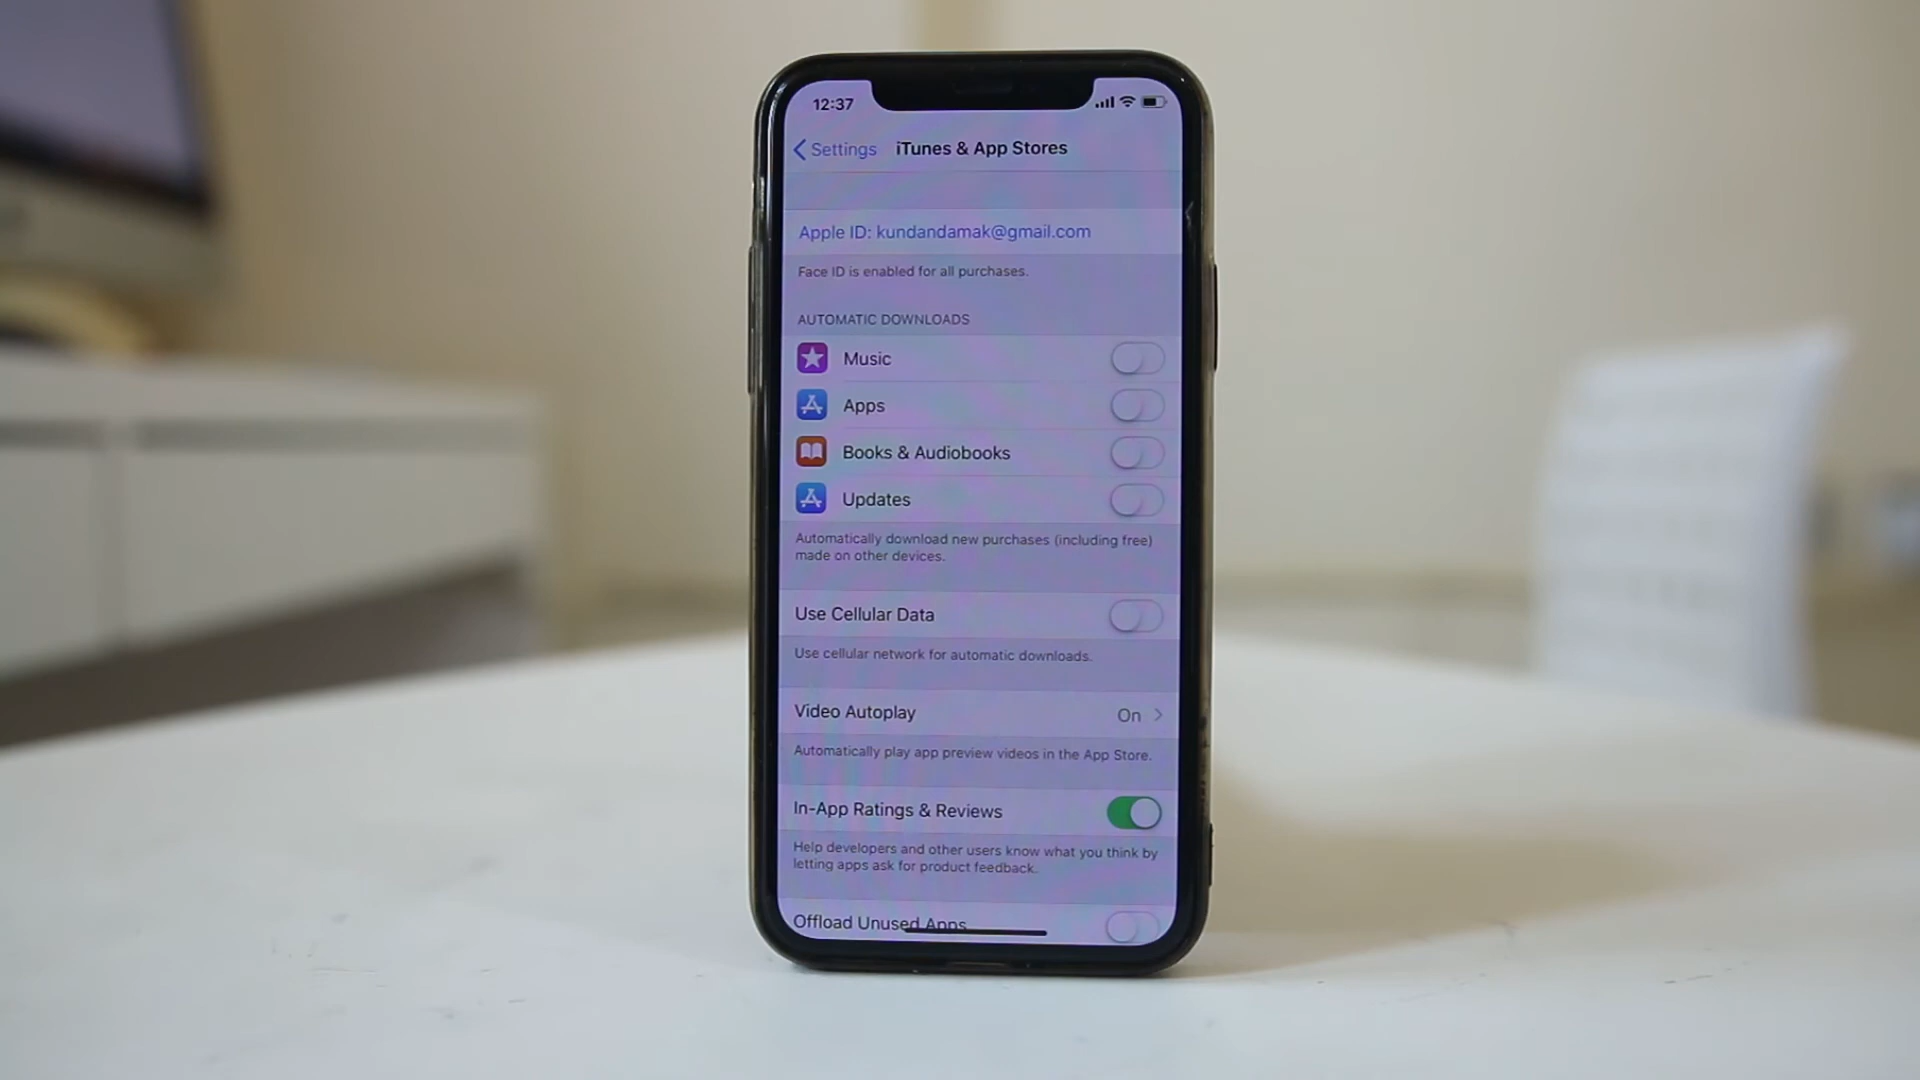 12:37
Settings iTunes & App Stores
Apple ID: kundandamak@gmail.com
Face ID is enabled for all purchases.
AUTOMATIC DOWNLOADS
Music
Apps
Books & Audiobooks
Updates
Automatically download new purchases (including free)
made on other devices.
Use Cellular Data
Use cellular network for automatic downloads.
Video Autoplay On
Automatically play app preview videos in the App Store.
In-App Ratings & Reviews
Help developers and other users know what you think by
letting apps ask for product feedback.
Offload Unused Apps